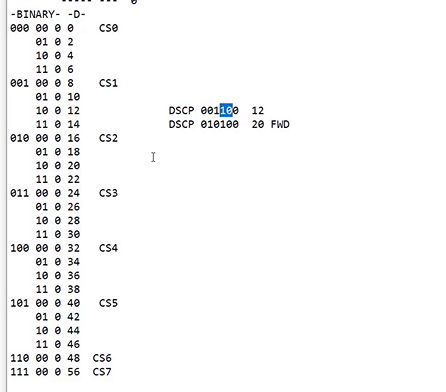 -BINARY- -D-
000 00 0 0 CS0
01 0 2
10 0 4
11 0 6
001 00 0 8 CS1
01 0 10
10 0 12 DSCP 001100 12
11 0 14 DSCP 010100 20 FWD
010 00 0 16 CS2
01 0 18
10 0 20
11 0 22
011 00 0 24 CS3
01 0 26
10 0 28
11 0 30
100 00 0 32 CS4
01 0 34
10 0 36
11 0 38
101 00 0 40 CS5
01 0 42
10 0 44
11 0 46
110 00 0 48 CS6
111 00 0 56 CS7